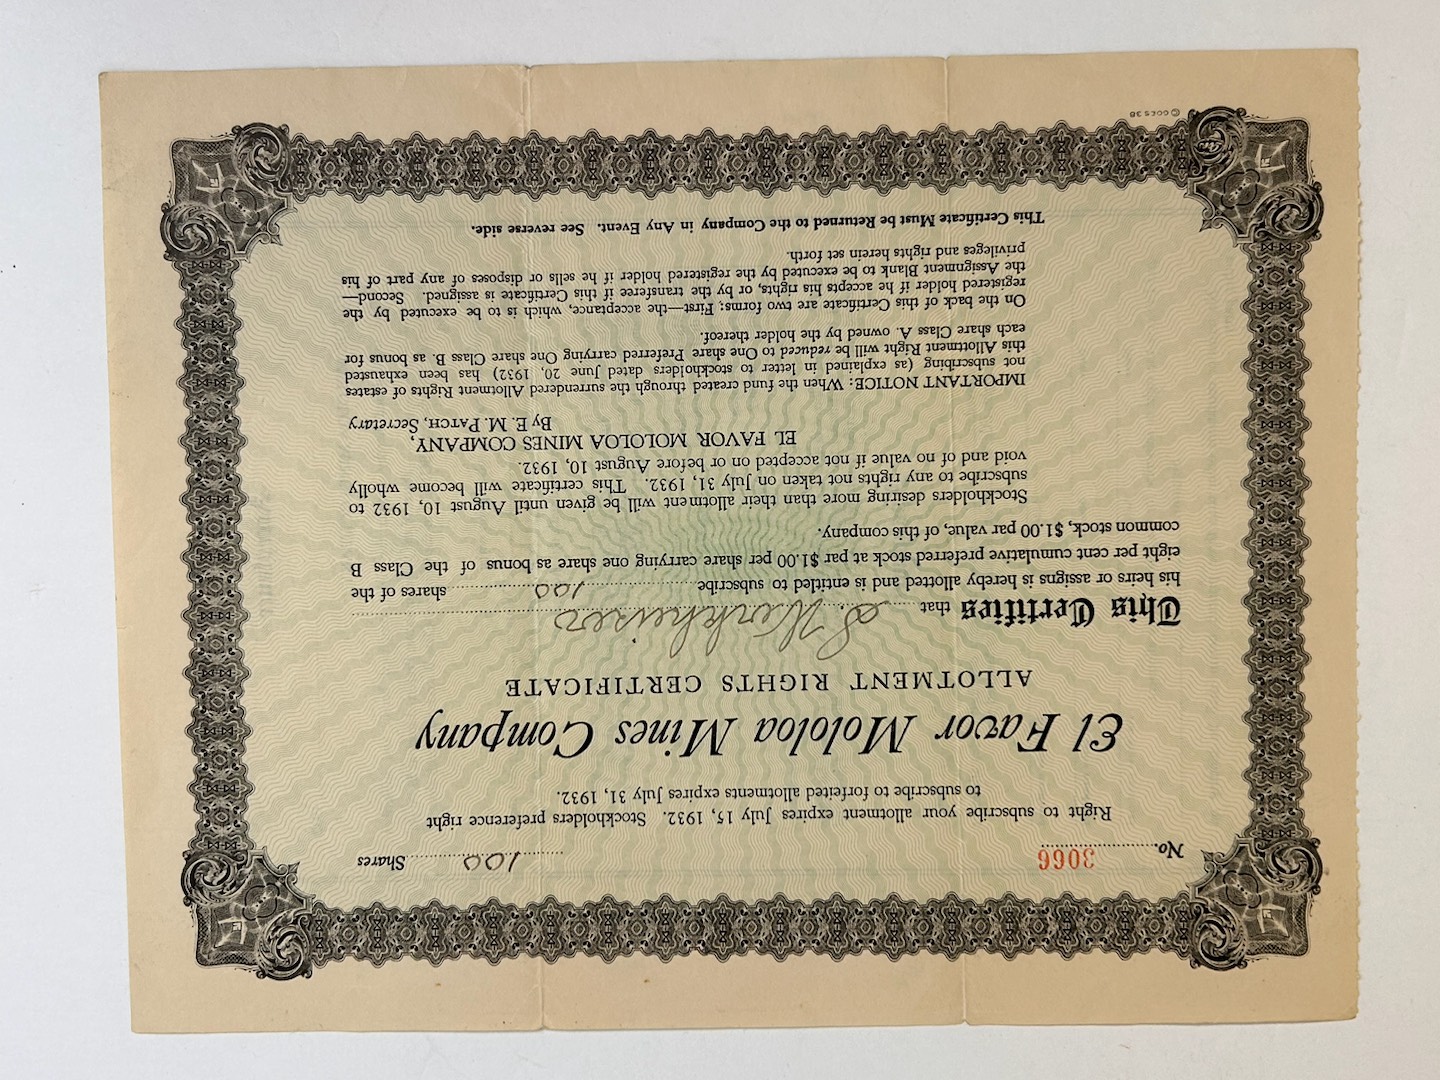 No. 3066 100 Shares
Right to subscribe your allotment expires July 15, 1932. Stockholders preference right
to subscribe to forfeited allotments expires July 31, 1932.
El Favor Mololoa Mines Company
ALLOTMENT RIGHTS CERTIFICATE
This Certifies that S. Werkheiser
his heirs or assigns is hereby allotted and is entitled to subscribe 100 shares of the
eight per cent cumulative preferred stock at par $1.00 per share carrying one share as bonus of the Class B
common stock, $1.00 par value, of this company.
Stockholders desiring more than their allotment will be given until August 10, 1932 to
subscribe to any rights not taken on July 31, 1932. This certificate will become wholly
void and of no value if not accepted on or before August 10, 1932.
EL FAVOR MOLOLOA MINES COMPANY,
By E. M. PATCH, Secretary
IMPORTANT NOTICE: When the fund created through the surrendered Allotment Rights of estates
not subscribing (as explained in letter to stockholders dated June 20, 1932) has been exhausted
this Allottment Right will be reduced to One share Preferred carrying One share Class B. as bonus for
each share Class A. owned by the holder thereof.
On the back of this Certificate are two forms; First—the acceptance, which is to be executed by the
registered holder if he accepts his rights, or by the transferee if this Certificate is assigned. Second—
the Assignment Blank to be executed by the registered holder if he sells or disposes of any part of his
privileges and rights herein set forth.
This Certificate Must be Returned to the Company in Any Event. See reverse side.
© GOES 38